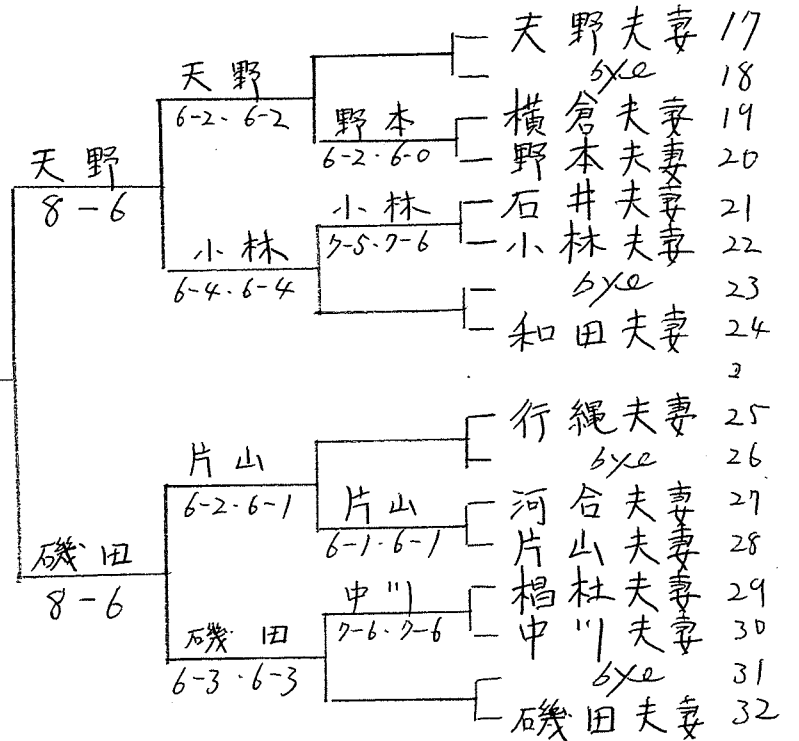 天野夫妻 17
bye 18
天野
6-2・6-2
野本
6-2・6-0
横倉夫妻 19
野本夫妻 20
天野
8-6
小林
7-5・7-6
石井夫妻 21
小林夫妻 22
小林
6-4・6-4
bye 23
和田夫妻 24
2
行縄夫妻 25
bye 26
片山
6-2・6-1
片山
6-1・6-1
河合夫妻 27
片山夫妻 28
磯田
8-6
中川
7-6・7-6
椙杜夫妻 29
中川夫妻 30
磯田
6-3・6-3
bye 31
磯田夫妻 32